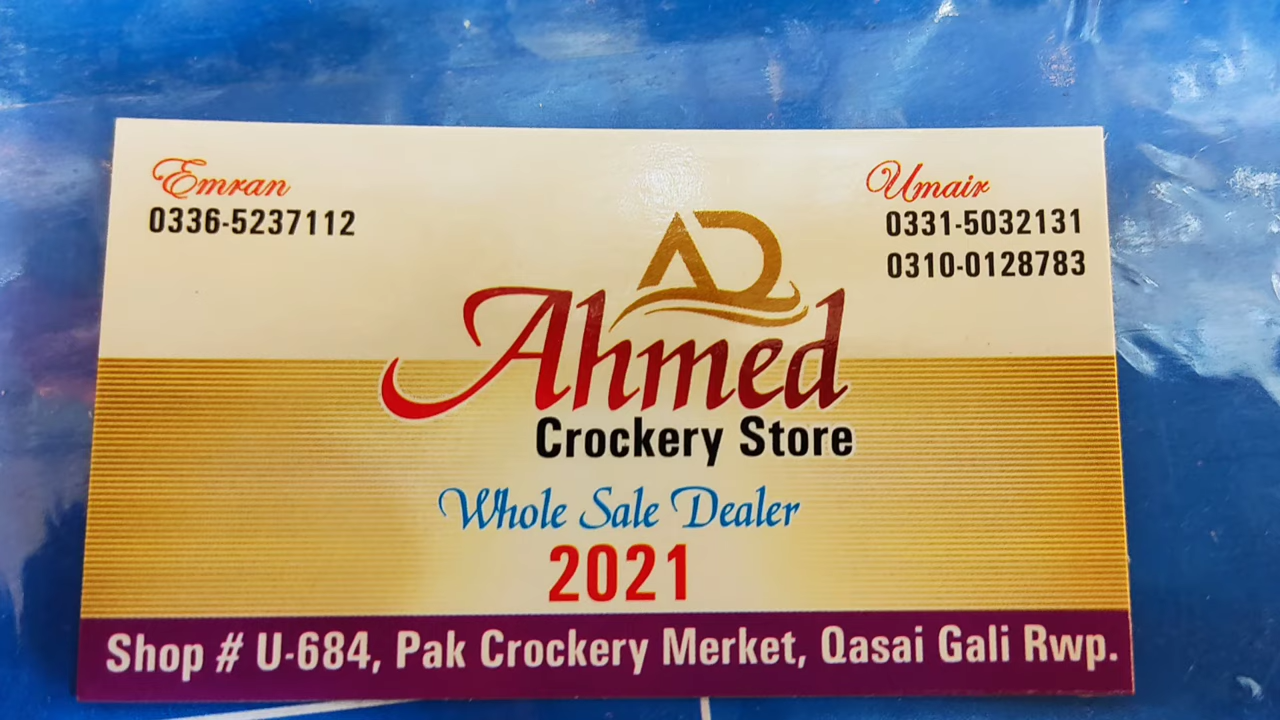 Emran
0336-5237112
Umair
0331-5032131
0310-0128783
AD
Ahmed
Crockery Store
Whole Sale Dealer
2021
Shop # U-684, Pak Crockery Merket, Qasai Gali Rwp.